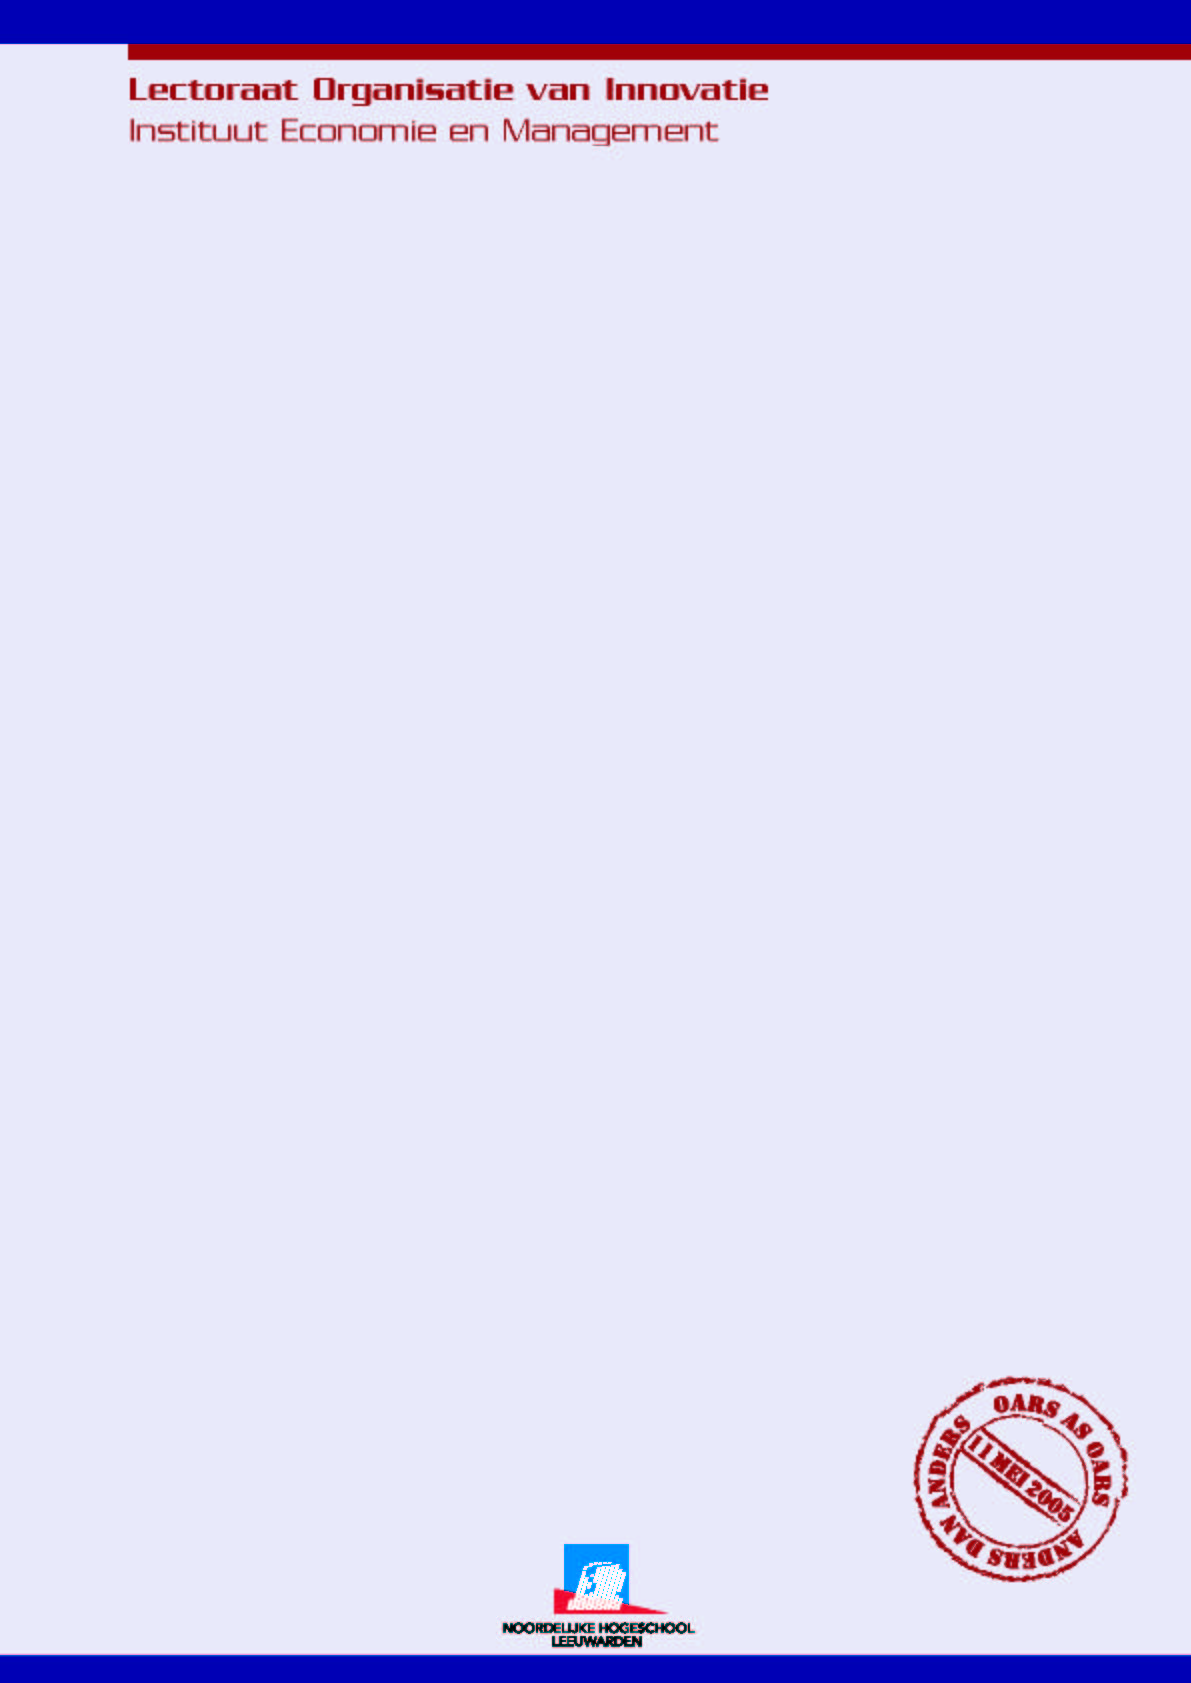 Lectoraat Organisatie van Innovatie
Instituut Economie en Management
OARS AS OARS
ANDERS DAN ANDERS
11 MEI 2005
NOORDELIJKE HOGESCHOOL
LEEUWARDEN